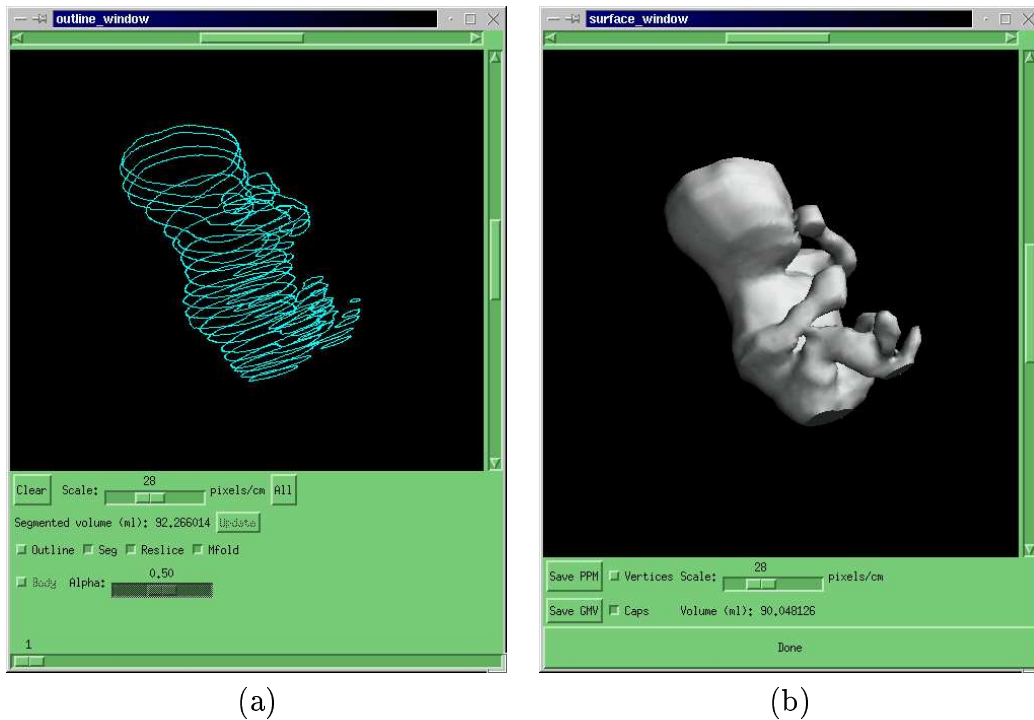 outline_window
28
Clear Scale: pixels/cm All
Segmented volume (ml): 92.266014 Update
Outline Seg Reslice Mfold
0.50
Body Alpha:
1
(a)
surface_window
28
Save PPM Vertices Scale: pixels/cm
Save GMV Caps Volume (ml): 90.048126
Done
(b)